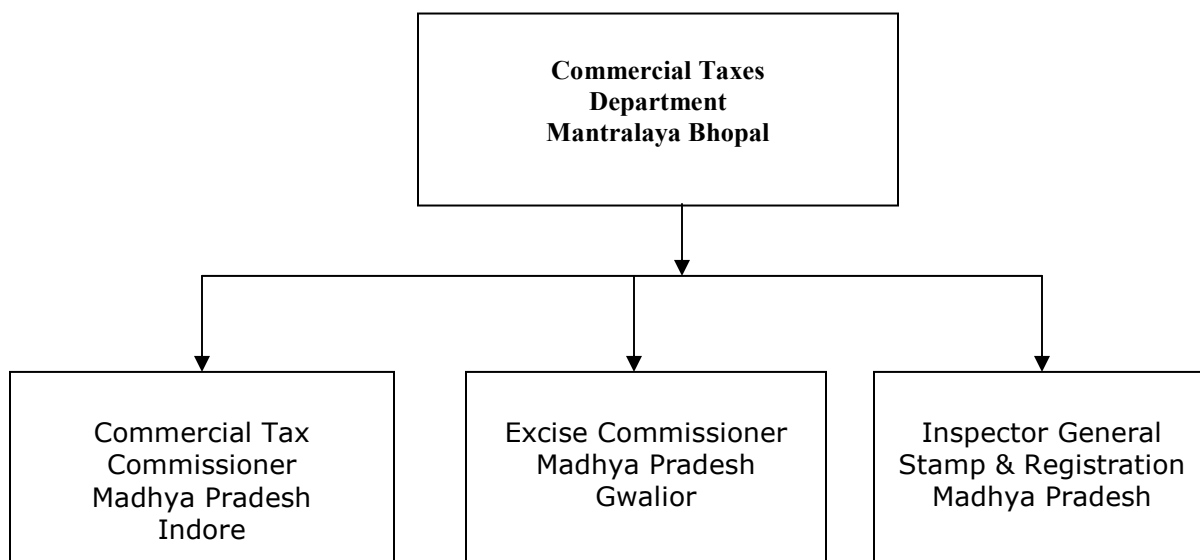 Commercial Taxes
Department
Mantralaya Bhopal
Commercial Tax
Commissioner
Madhya Pradesh
Indore
Excise Commissioner
Madhya Pradesh
Gwalior
Inspector General
Stamp & Registration
Madhya Pradesh